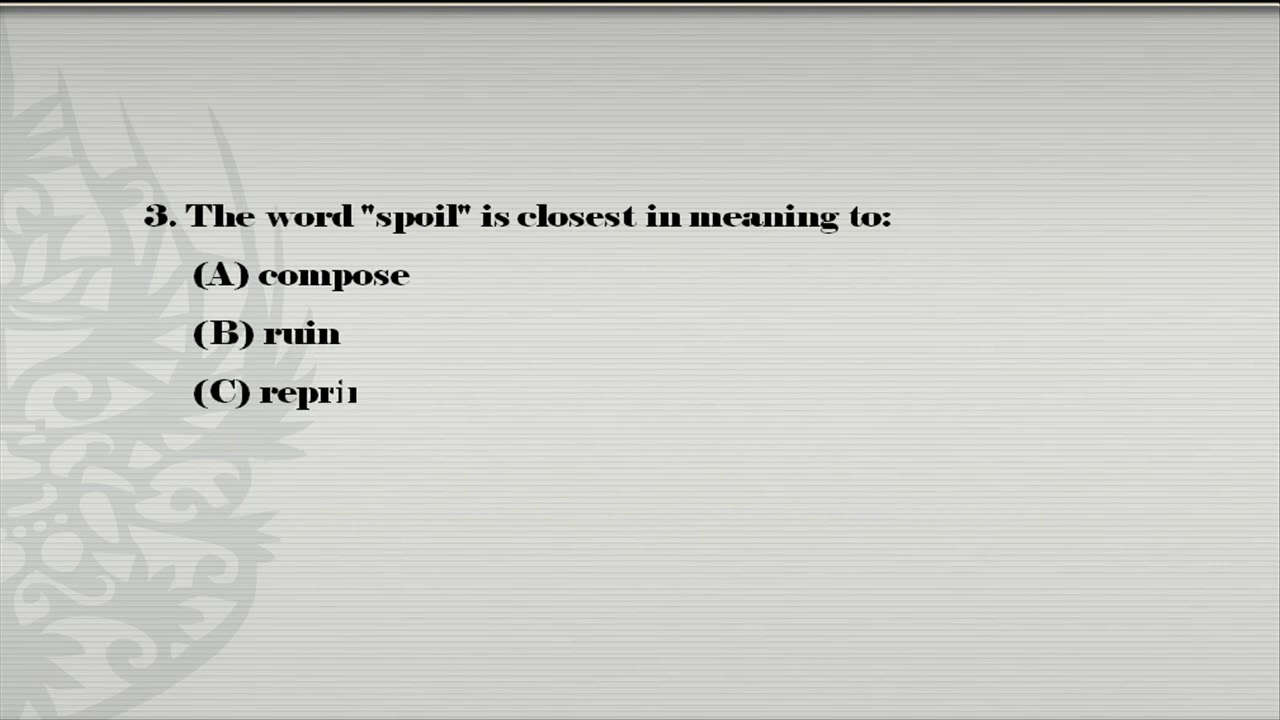 3. The word "spoil" is closest in meaning to:
(A) compose
(B) ruin
(C)